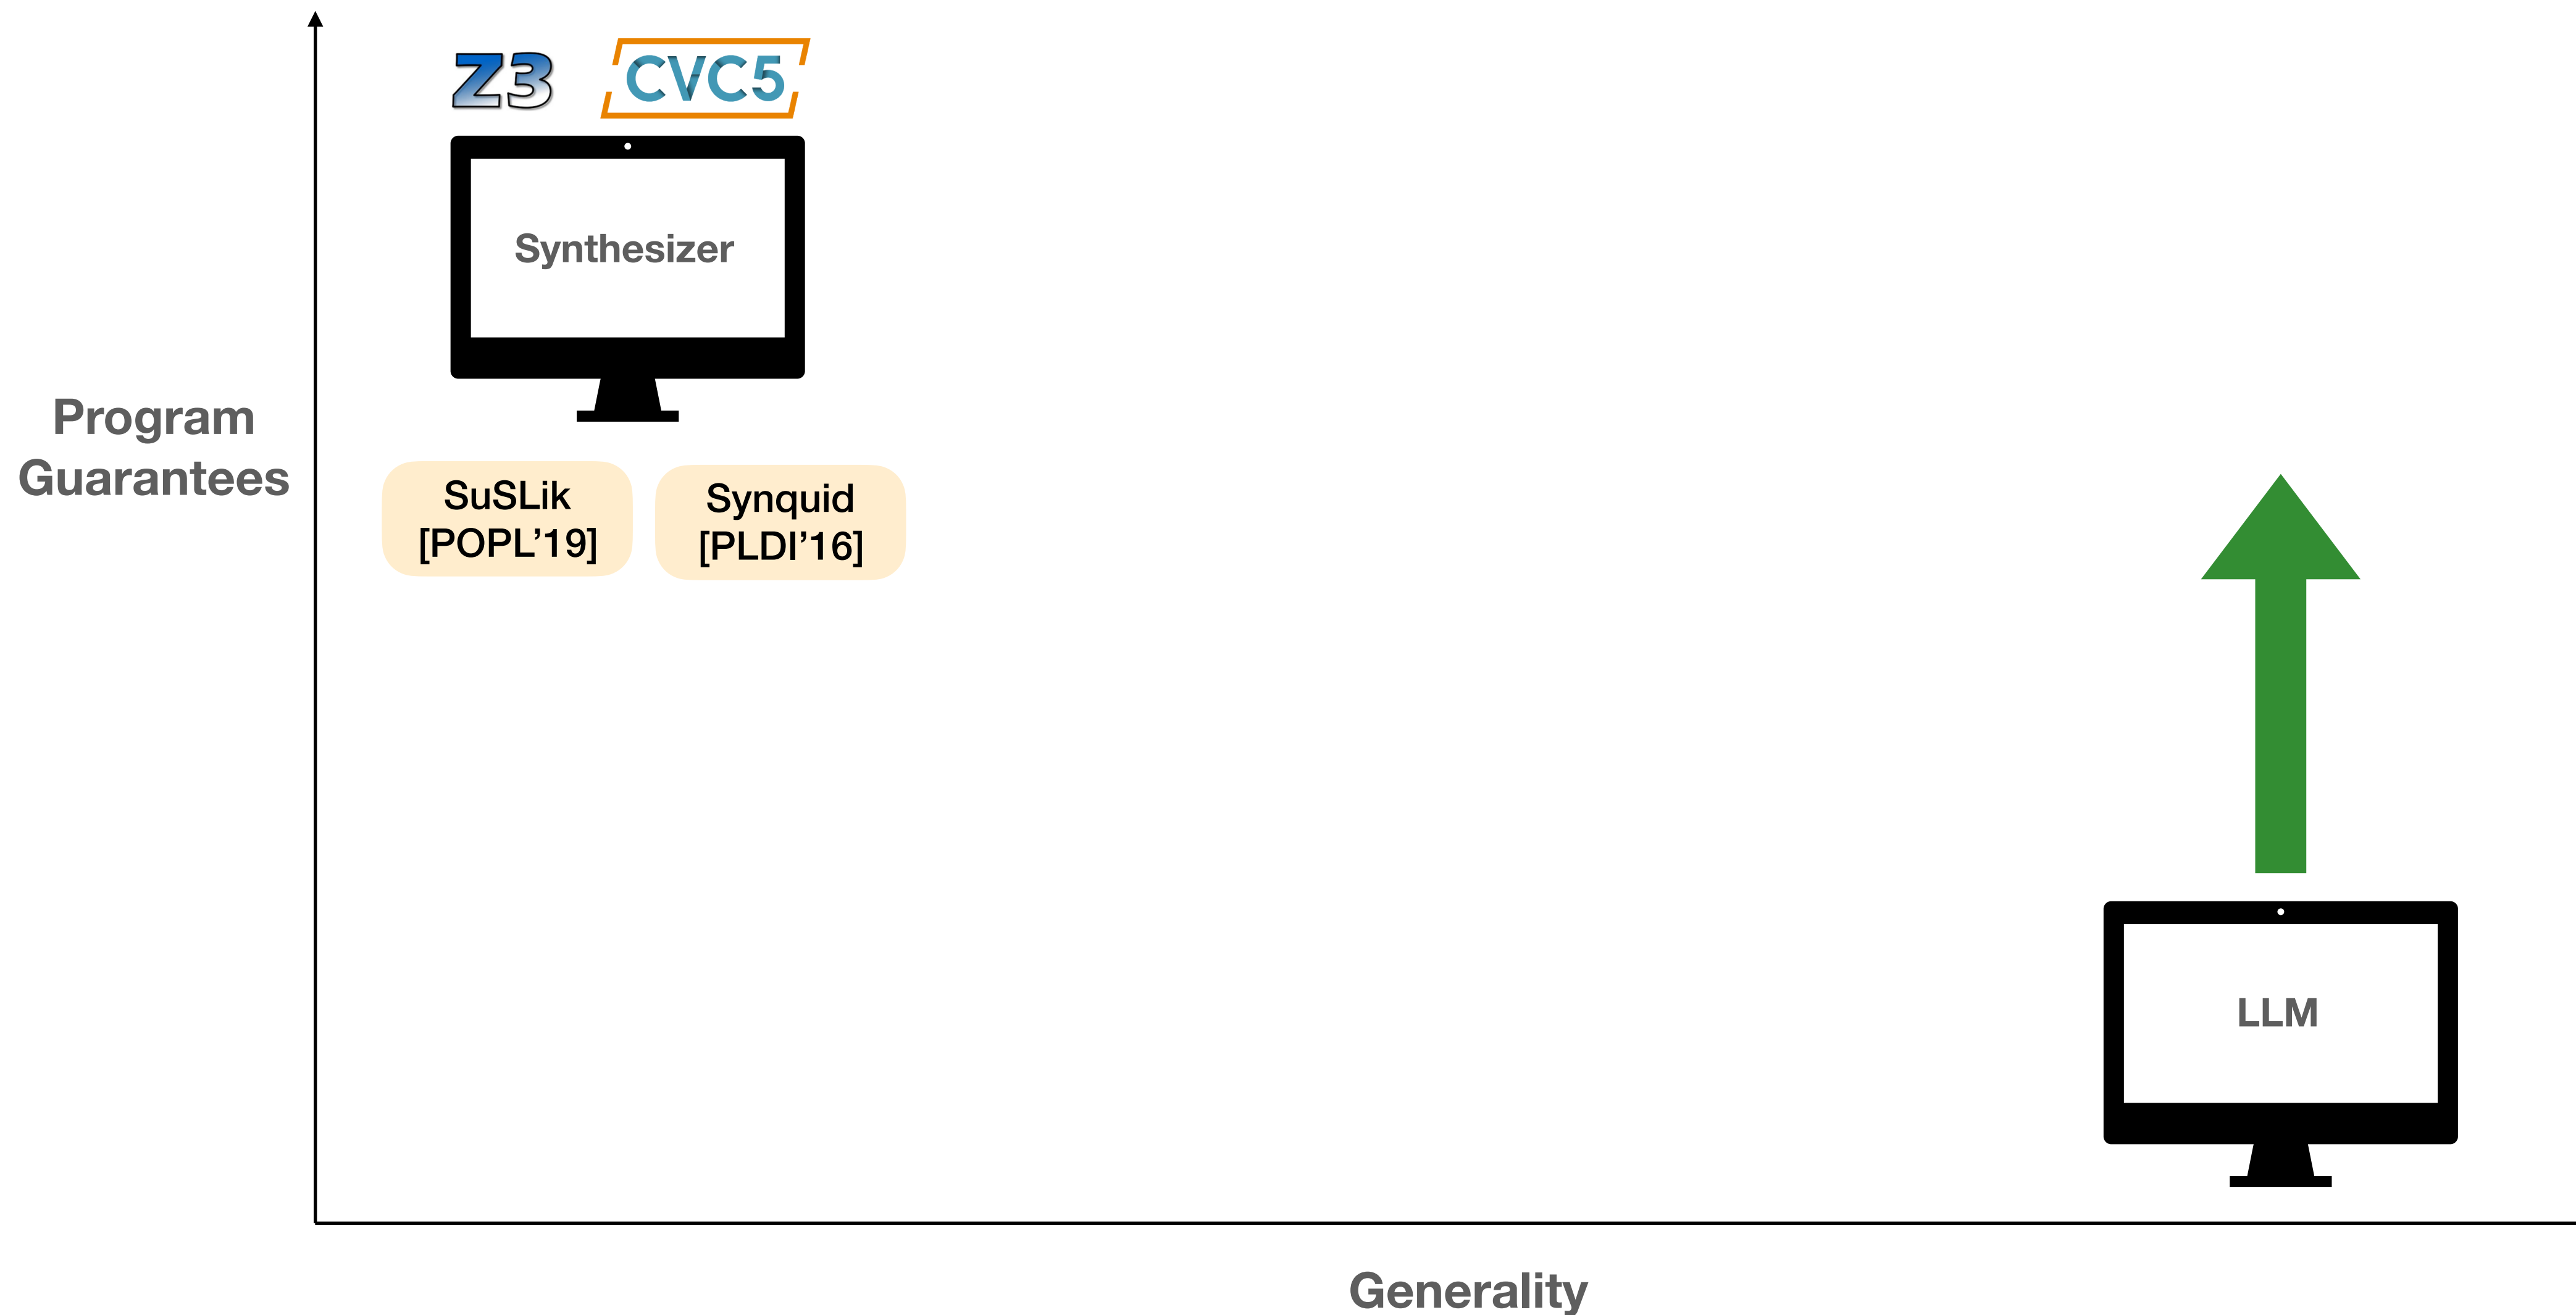 Z3
CVC5
Synthesizer
Program
Guarantees
SuSLik
[POPL’19]
Synquid
[PLDI’16]
LLM
Generality